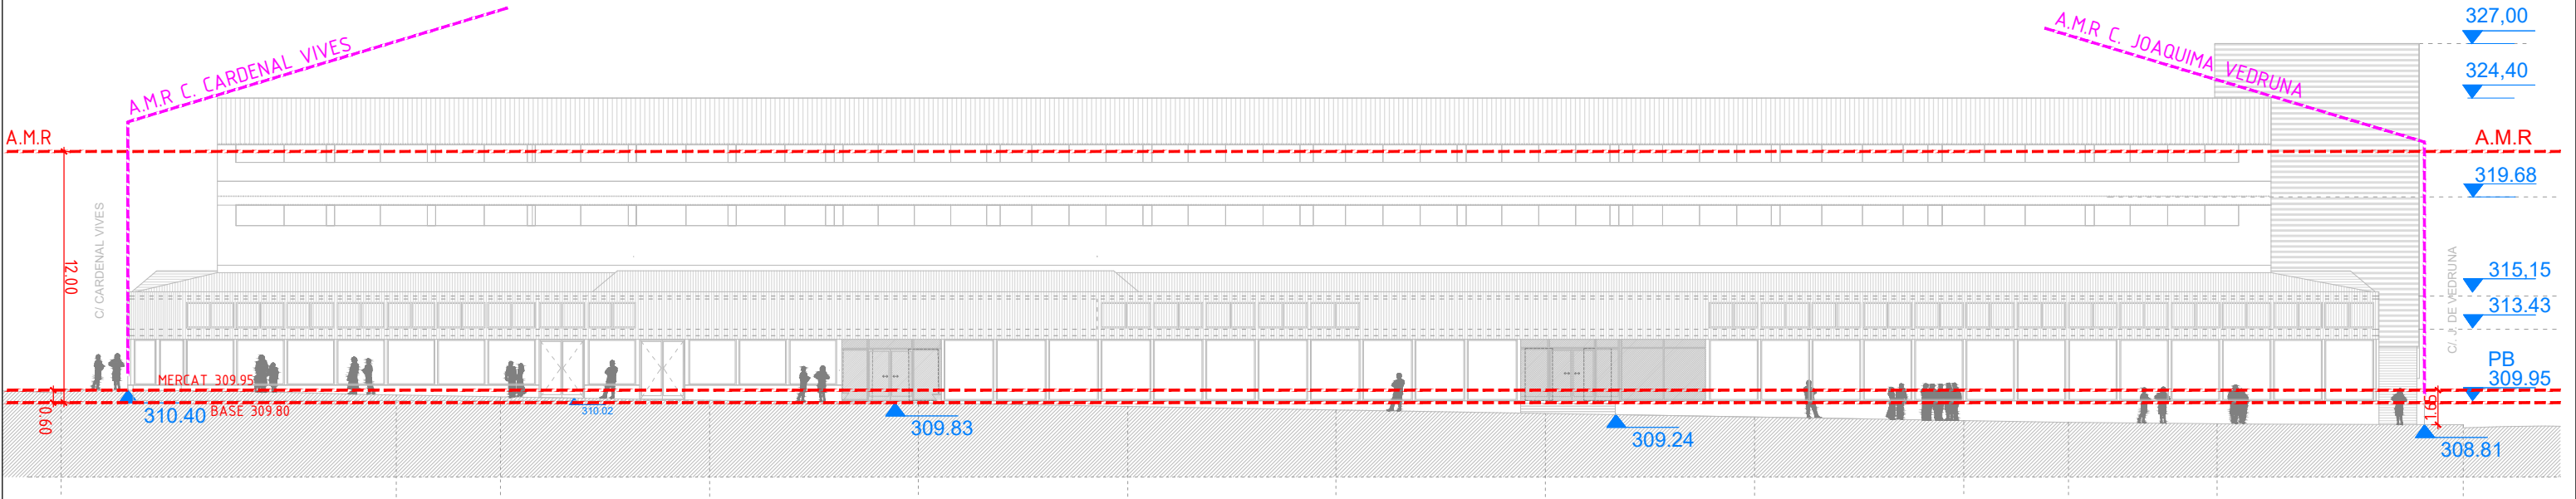 327,00
A.M.R C. CARDENAL VIVES
A.M.R C. JOAQUIMA VEDRUNA
324,40
A.M.R
A.M.R
319.68
C/ CARDENAL VIVES
12.00
C/. J. DE VEDRUNA
315,15
313.43
PB
309.95
MERCAT 309.95
BASE 309.80
0.60
310.40
310.02
309.83
309.24
1.65
308.81